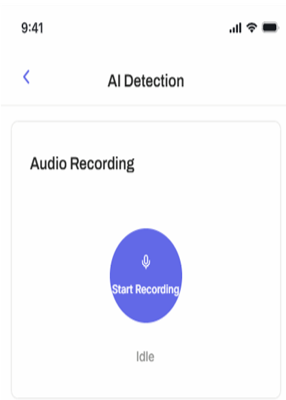 9:41
AI Detection
Audio Recording
Start Recording
Idle